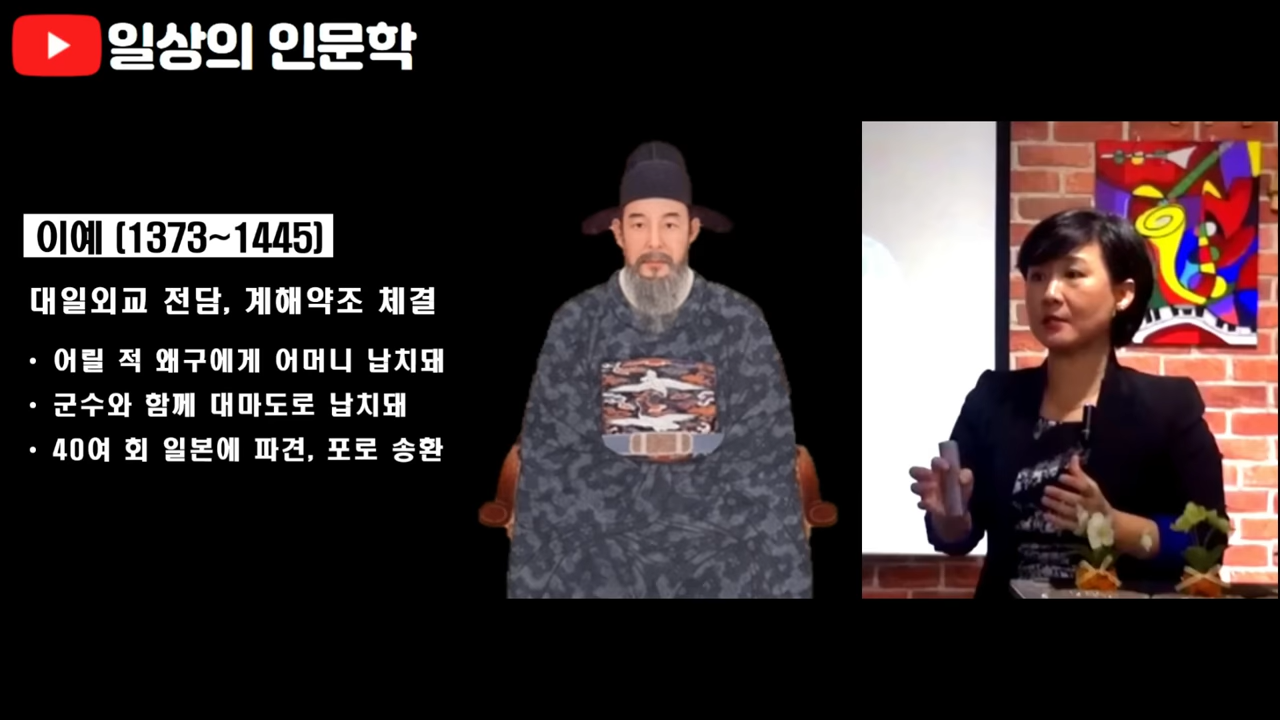 일상의 인문학
이예 (1373~1445)
대일외교 전담, 계해약조 체결
• 어릴 적 왜구에게 어머니 납치돼
• 군수와 함께 대마도로 납치돼
• 40여 회 일본에 파견, 포로 송환